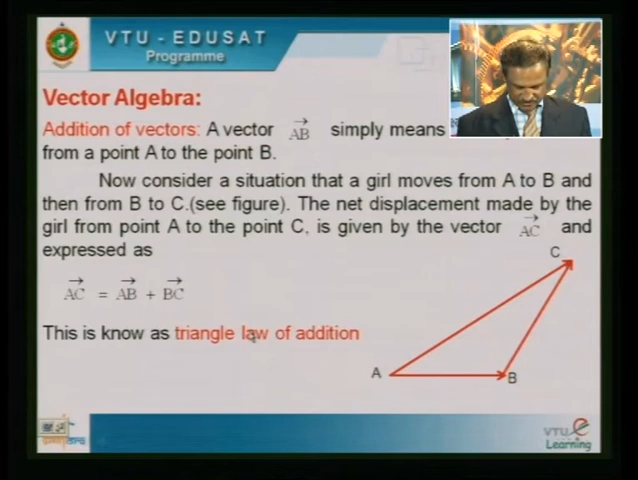 VTU - EDUSAT
Programme
Vector Algebra:
Addition of vectors: A vector AB simply means
from a point A to the point B.
Now consider a situation that a girl moves from A to B and
then from B to C.(see figure). The net displacement made by the
girl from point A to the point C, is given by the vector AC and
expressed as
AC = AB + BC
This is know as triangle law of addition
C
A
B
VTU e
Learning